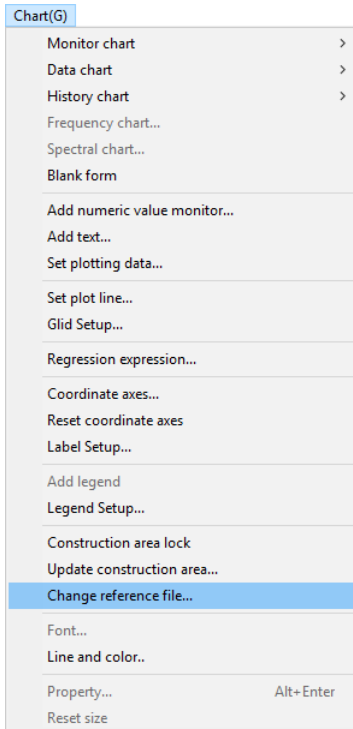 Chart(G)
Monitor chart
Data chart
History chart
Frequency chart...
Spectral chart...
Blank form
Add numeric value monitor...
Add text...
Set plotting data...
Set plot line...
Glid Setup...
Regression expression...
Coordinate axes...
Reset coordinate axes
Label Setup...
Add legend
Legend Setup...
Construction area lock
Update construction area...
Change reference file...
Font...
Line and color..
Property... Alt+Enter
Reset size